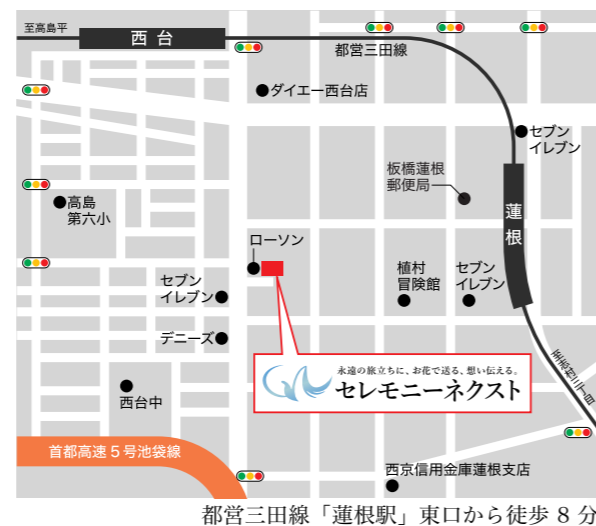 至高島平
西台
都営三田線
ダイエー西台店
セブン
イレブン
板橋蓮根
郵便局
高島
第六小
蓮根
ローソン
セブン
イレブン
植村
冒険館
セブン
イレブン
デニーズ
至志村三丁目
永遠の旅立ちに、お花で送る、想い伝える。
セレモニーネクスト
西台中
首都高速5号池袋線
西京信用金庫蓮根支店
都営三田線「蓮根駅」東口から徒歩 8 分